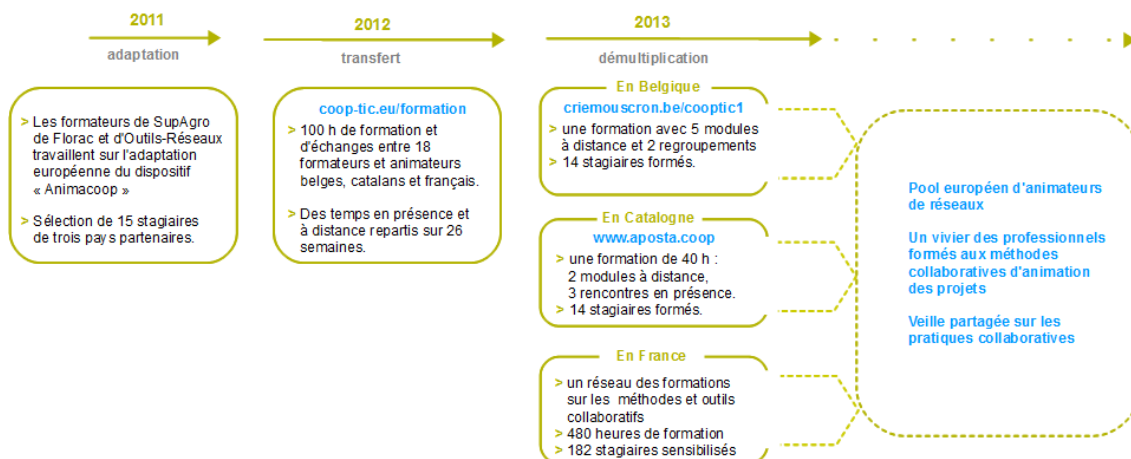 2011
adaptation
> Les formateurs de SupAgro
de Florac et d'Outils-Réseaux
travaillent sur l'adaptation
européenne du dispositif
« Animacoop »
> Sélection de 15 stagiaires
de trois pays partenaires.
2012
transfert
coop-tic.eu/formation
> 100 h de formation et
d'échanges entre 18
formateurs et animateurs
belges, catalans et français.
> Des temps en présence et
à distance repartis sur 26
semaines.
2013
démultiplication
En Belgique
criemouscron.be/cooptic1
> une formation avec 5 modules
à distance et 2 regroupements
> 14 stagiaires formés.
En Catalogne
www.aposta.coop
> une formation de 40 h :
2 modules à distance,
3 rencontres en présence.
> 14 stagiaires formés.
En France
> un réseau des formations
sur les méthodes et outils
collaboratifs
> 480 heures de formation
> 182 stagiaires sensibilisés
Pool européen d'animateurs
de réseaux
Un vivier des professionnels
formés aux méthodes
collaboratives d'animation
des projets
Veille partagée sur les
pratiques collaboratives